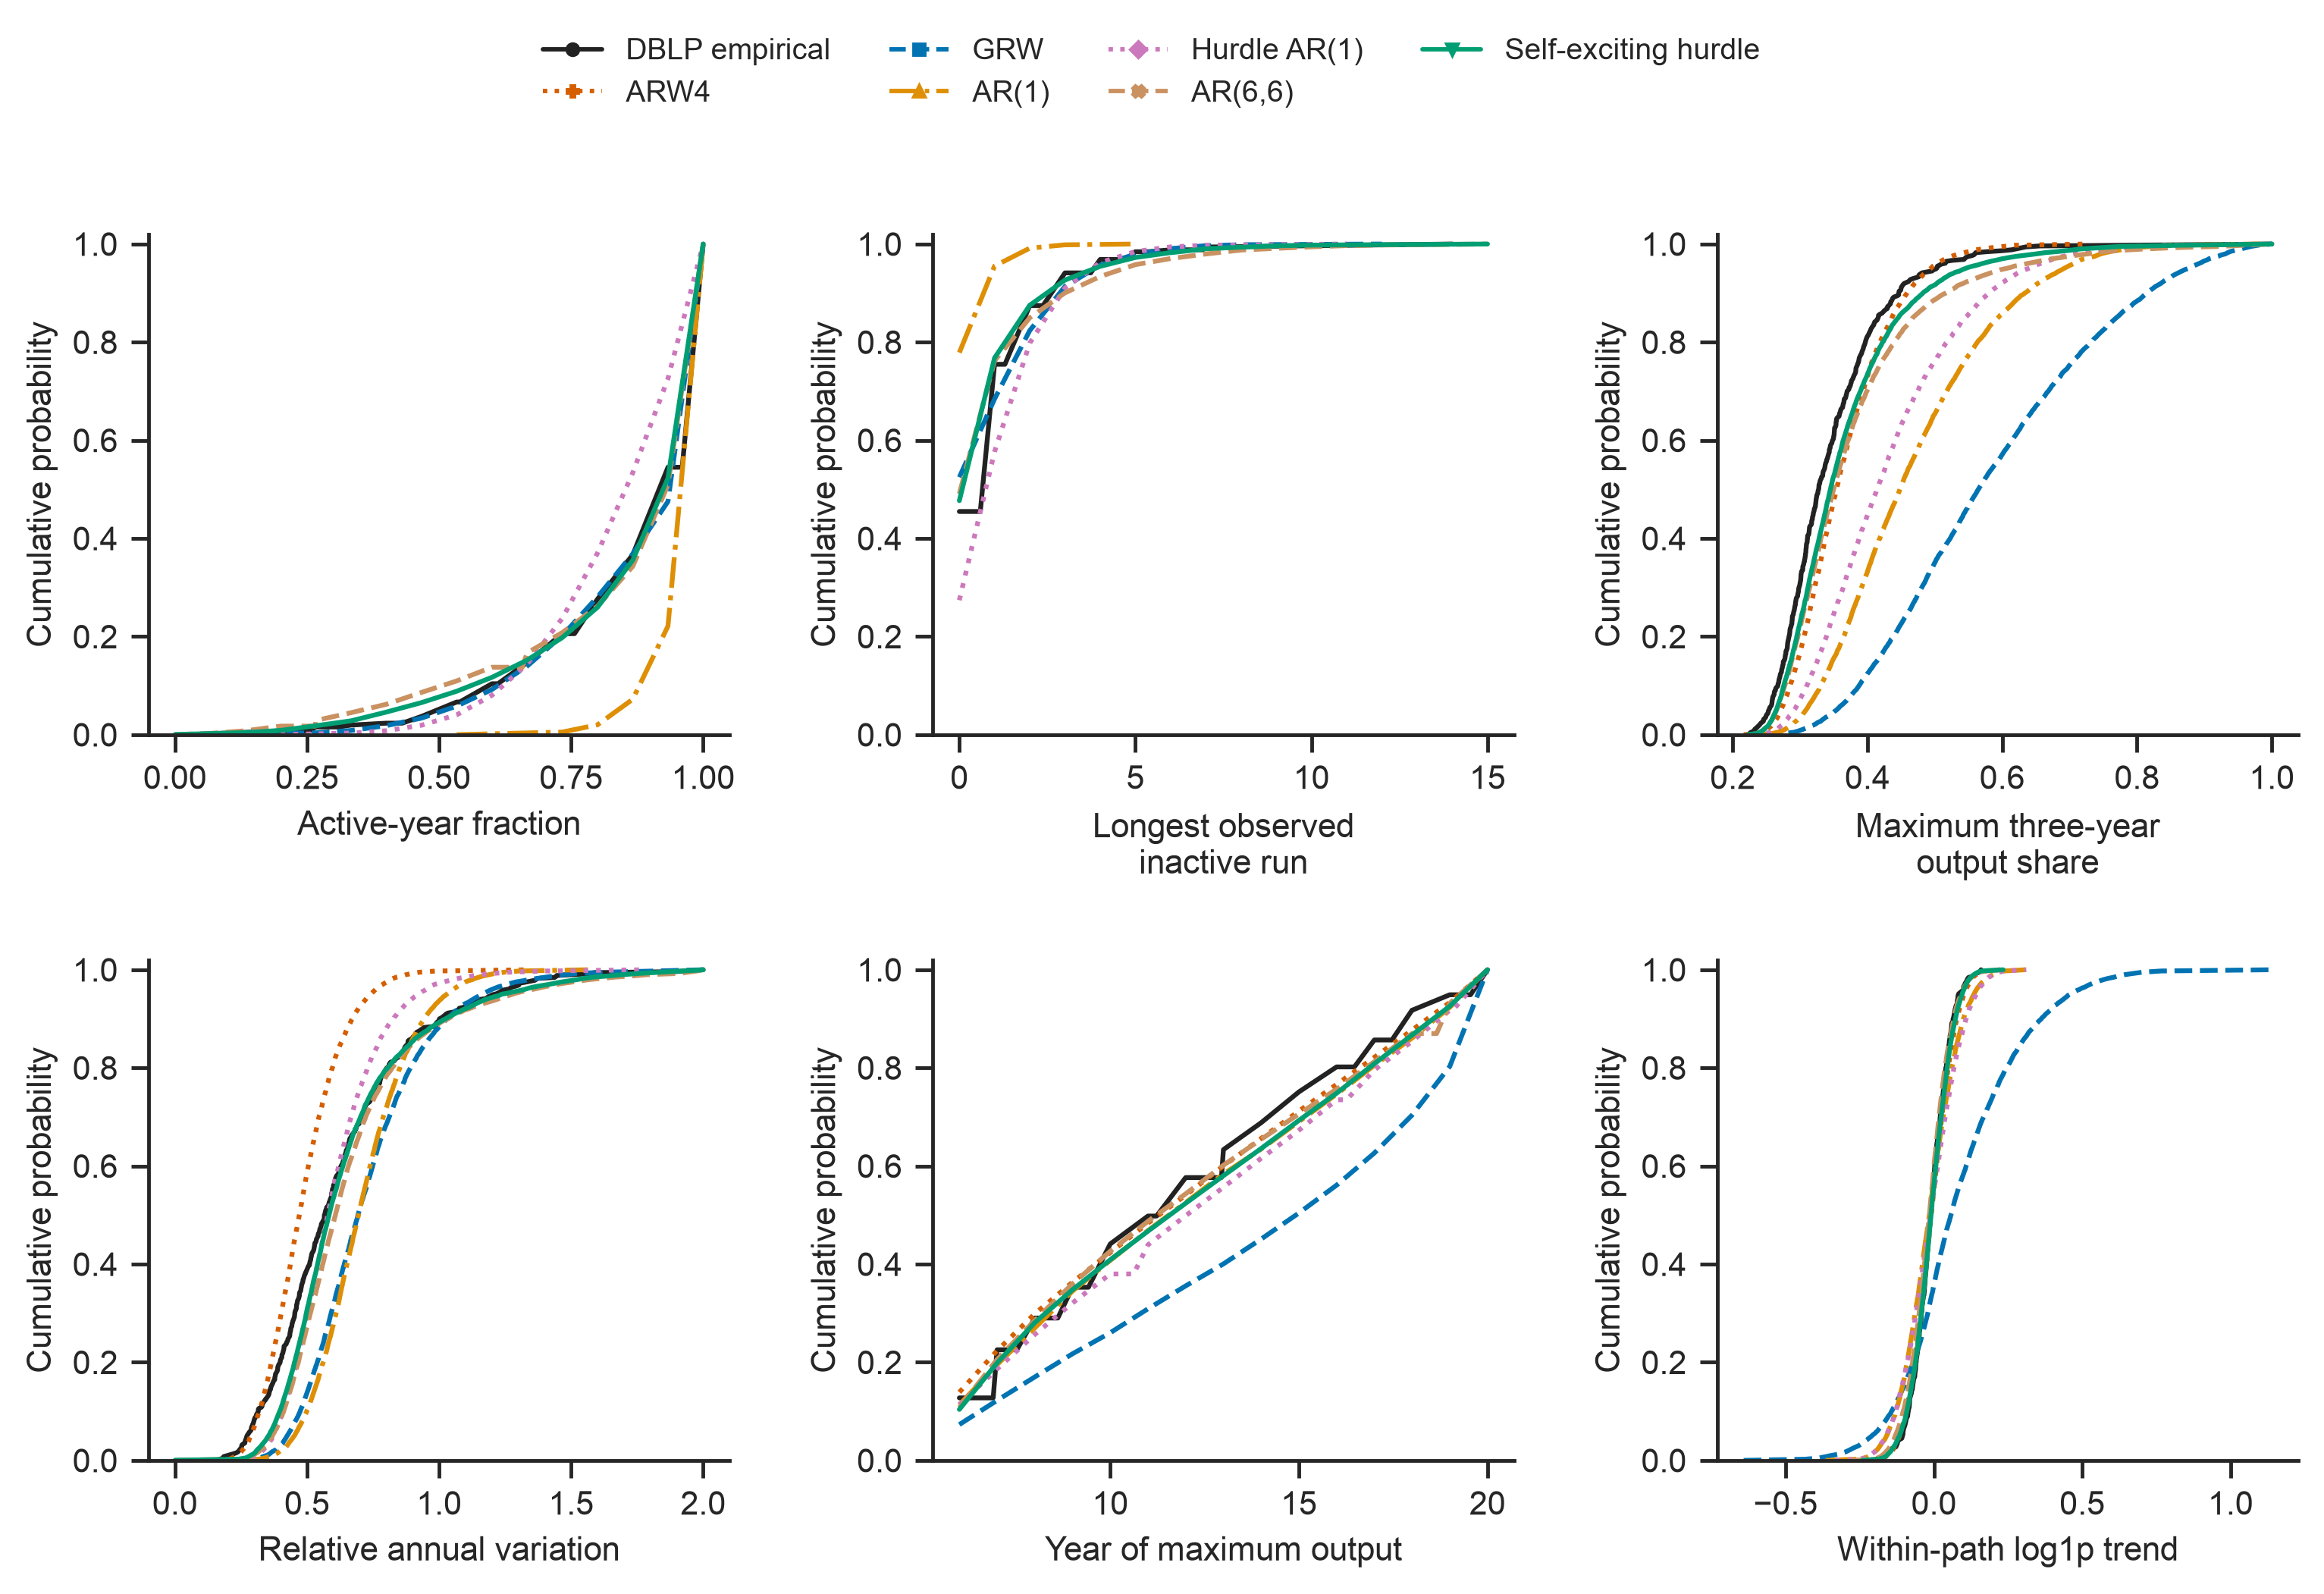 DBLP empirical GRW Hurdle AR(1) Self-exciting hurdle
ARW4 AR(1) AR(6,6)
1.0 0.8 0.6 0.4 0.2 0.0
Cumulative probability
0.00 0.25 0.50 0.75 1.00
Active-year fraction
1.0 0.8 0.6 0.4 0.2 0.0
Cumulative probability
0 5 10 15
Longest observed
inactive run
1.0 0.8 0.6 0.4 0.2 0.0
Cumulative probability
0.2 0.4 0.6 0.8 1.0
Maximum three-year
output share
1.0 0.8 0.6 0.4 0.2 0.0
Cumulative probability
0.0 0.5 1.0 1.5 2.0
Relative annual variation
1.0 0.8 0.6 0.4 0.2 0.0
Cumulative probability
10 15 20
Year of maximum output
1.0 0.8 0.6 0.4 0.2 0.0
Cumulative probability
−0.5 0.0 0.5 1.0
Within-path log1p trend